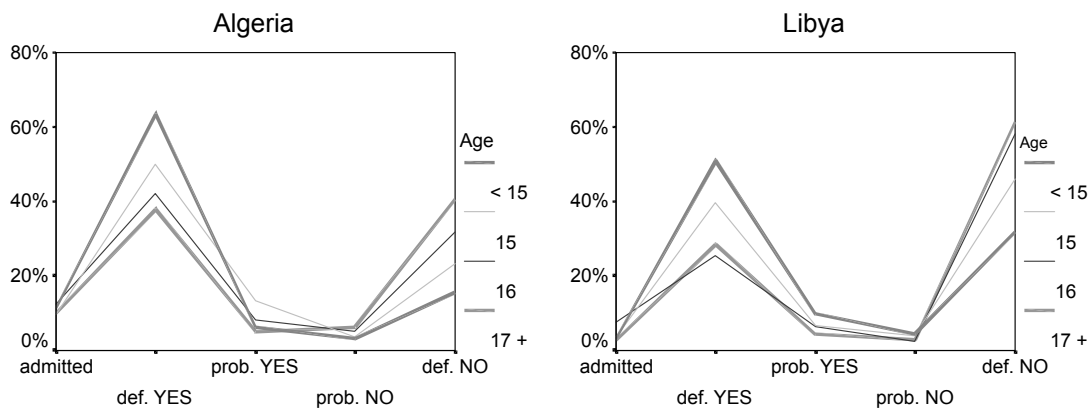 Algeria
80%
60%
40%
20%
0%
admitted
def. YES
prob. YES
prob. NO
def. NO
Age
< 15
15
16
17 +
Libya
80%
60%
40%
20%
0%
admitted
def. YES
prob. YES
prob. NO
def. NO
Age
< 15
15
16
17 +